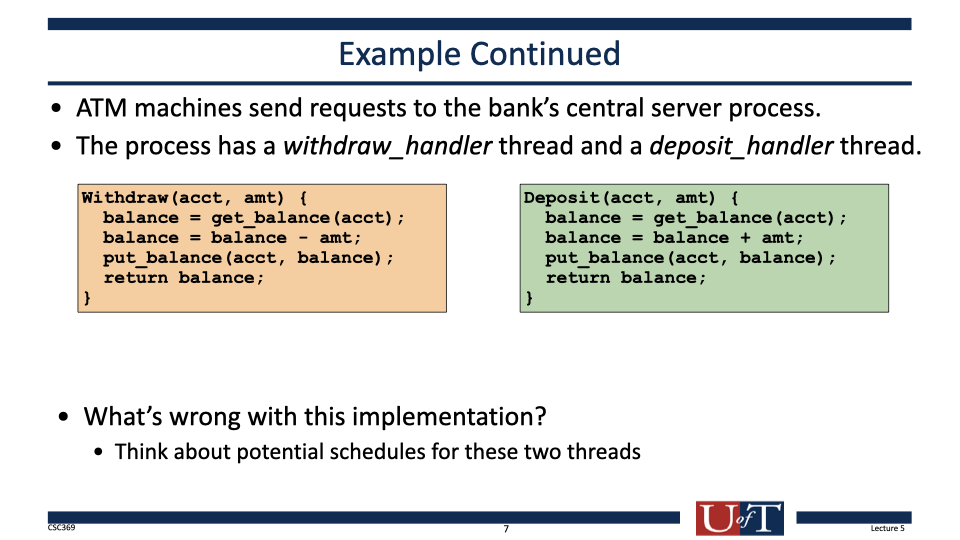 Example Continued
• ATM machines send requests to the bank’s central server process.
• The process has a withdraw_handler thread and a deposit_handler thread.
Withdraw(acct, amt) {
  balance = get_balance(acct);
  balance = balance - amt;
  put_balance(acct, balance);
  return balance;
}
Deposit(acct, amt) {
  balance = get_balance(acct);
  balance = balance + amt;
  put_balance(acct, balance);
  return balance;
}
• What’s wrong with this implementation?
• Think about potential schedules for these two threads
CSC369
7
U of T
Lecture 5